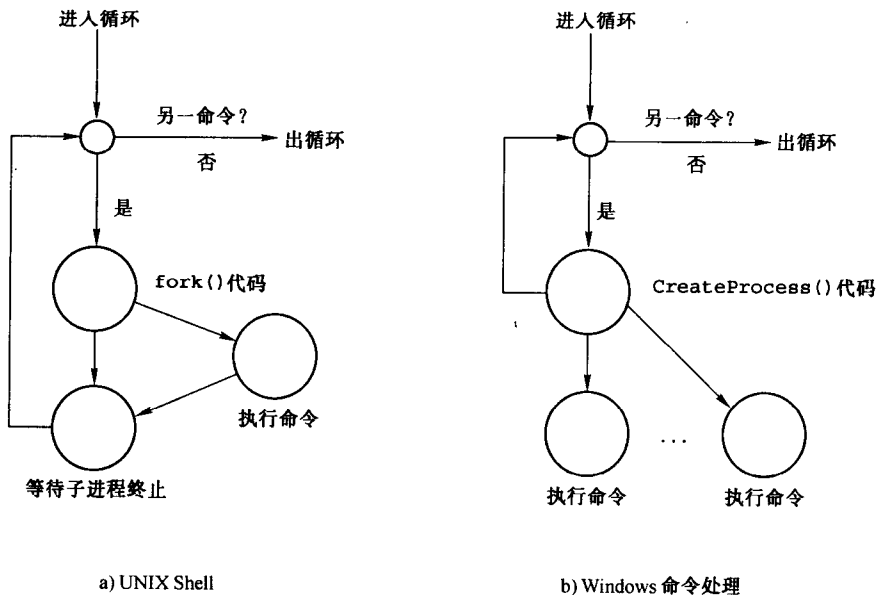 进入循环
另一命令?
出循环
否
是
fork()代码
执行命令
等待子进程终止
a) UNIX Shell
进入循环
另一命令?
出循环
否
是
CreateProcess()代码
...
执行命令
执行命令
b) Windows 命令处理